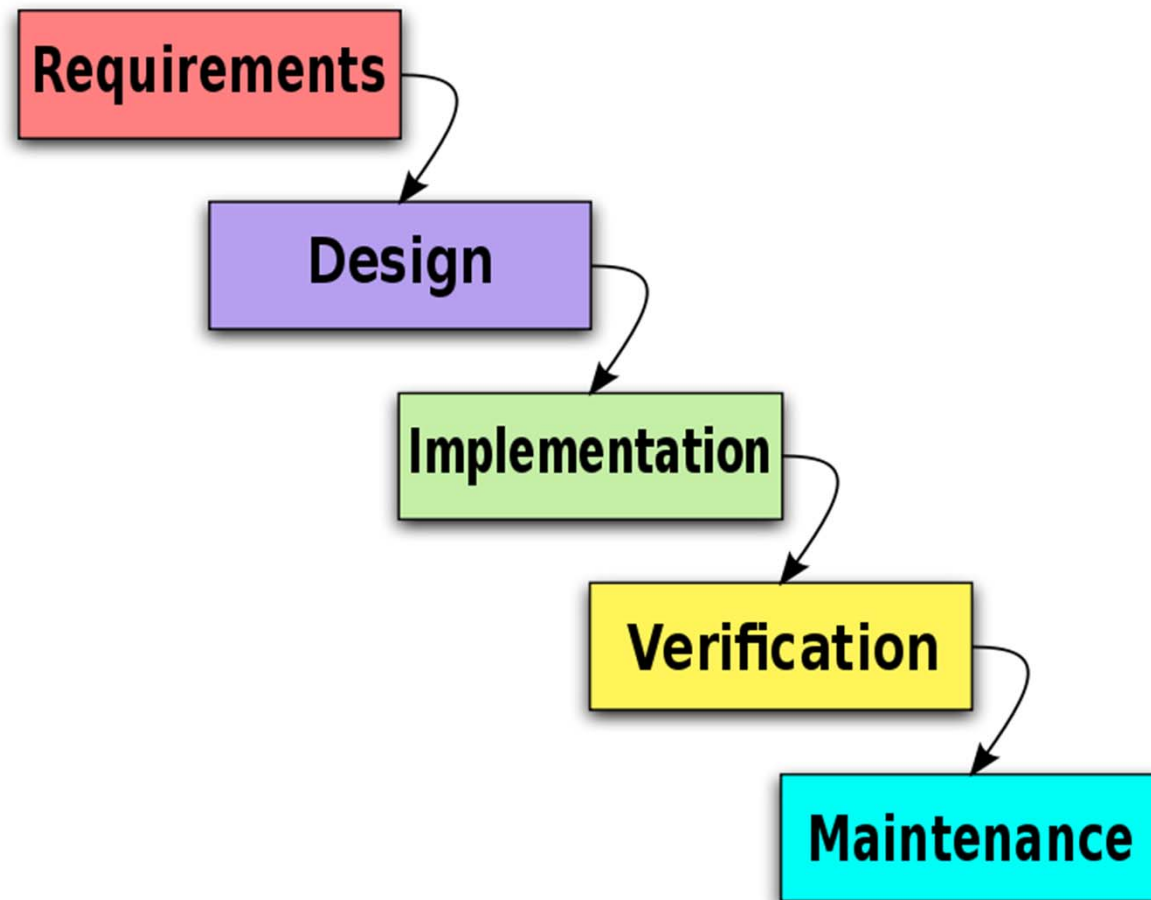 Requirements
Design
Implementation
Verification
Maintenance